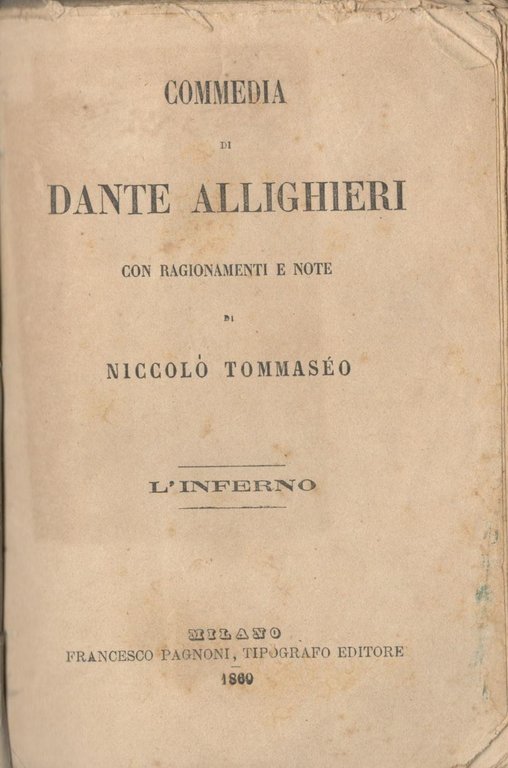 COMMEDIA
DI
DANTE ALLIGHIERI
CON RAGIONAMENTI E NOTE
DI
NICCOLÒ TOMMASÉO
L'INFERNO
MILANO
FRANCESCO PAGNONI, TIPOGRAFO EDITORE
1869